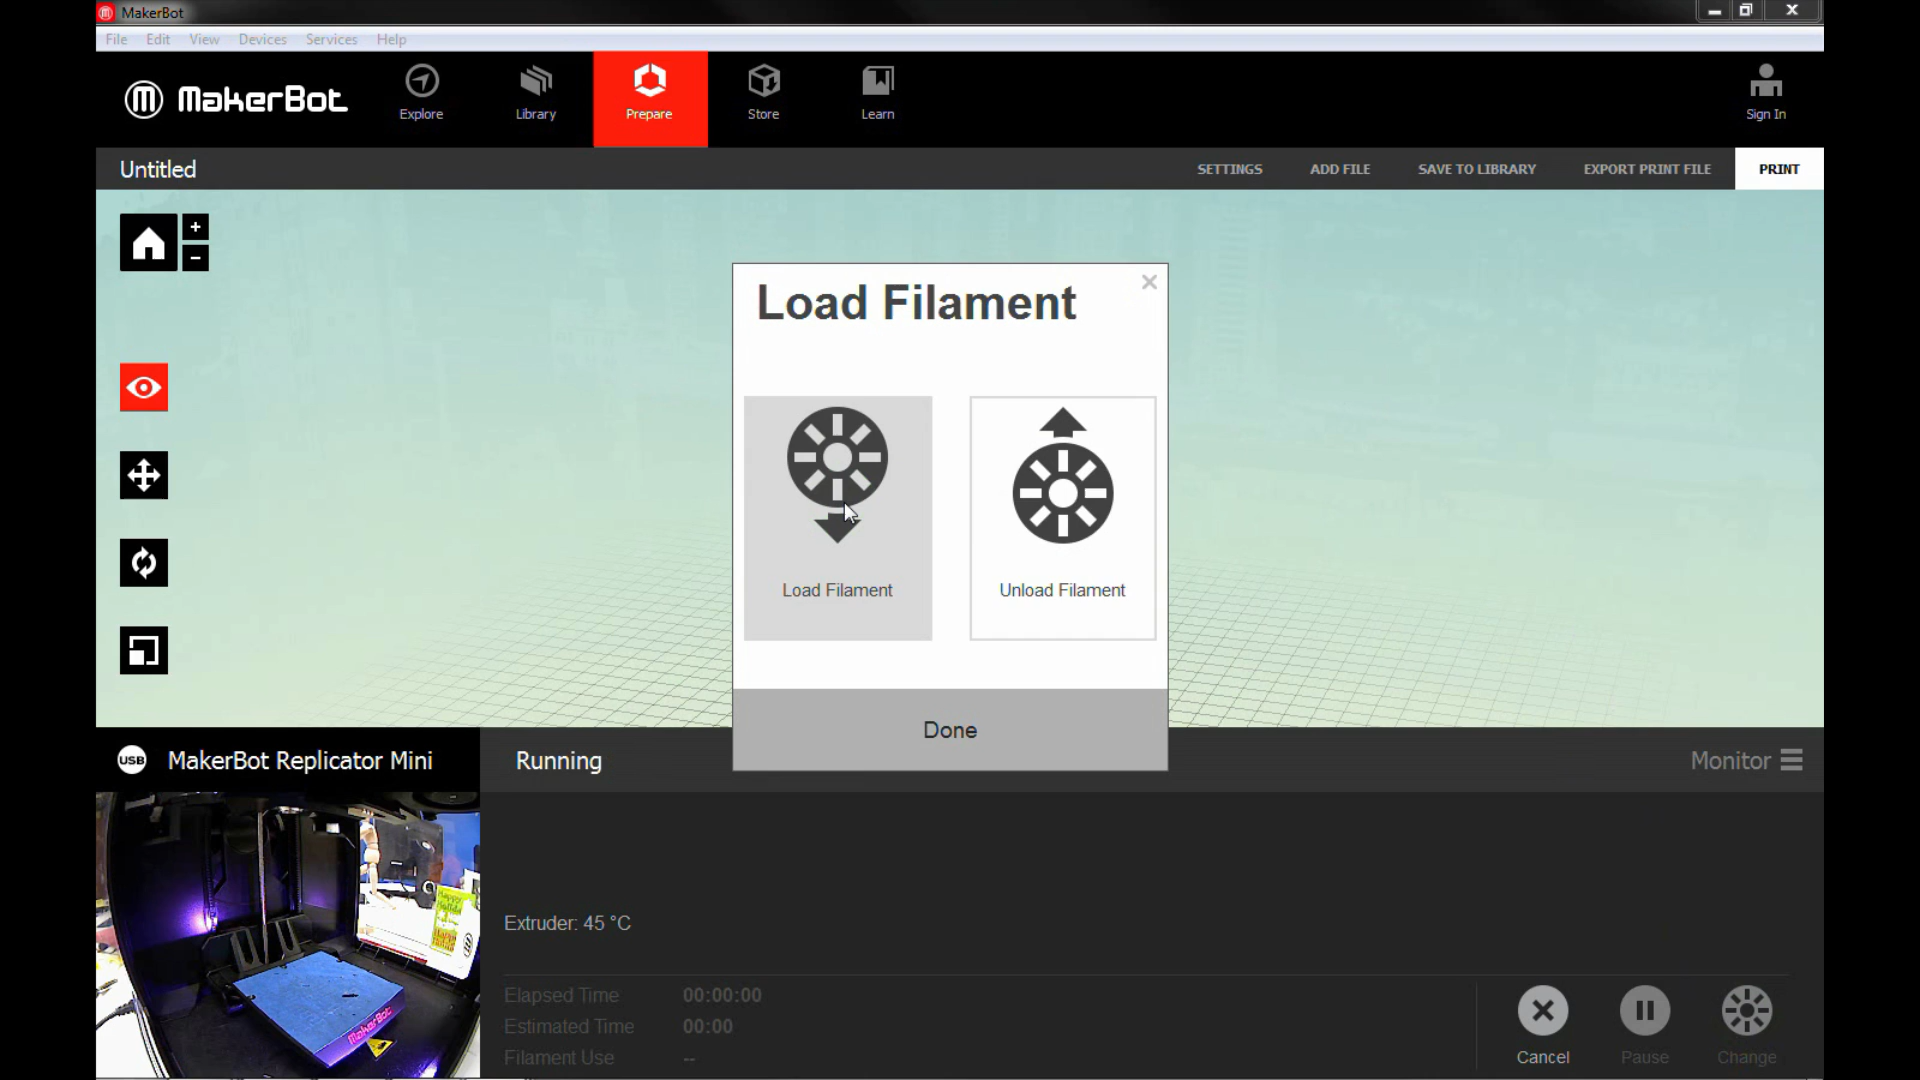 MakerBot
File Edit View Devices Services Help
MakerBot
Explore Library Prepare Store Learn Sign In
Untitled
SETTINGS ADD FILE SAVE TO LIBRARY EXPORT PRINT FILE PRINT
Load Filament
Load Filament
Unload Filament
Done
USB MakerBot Replicator Mini
Running
Monitor
MakerBot
Extruder: 45 °C
Elapsed Time 00:00:00
Estimated Time 00:00
Filament Use --
Cancel Pause Change